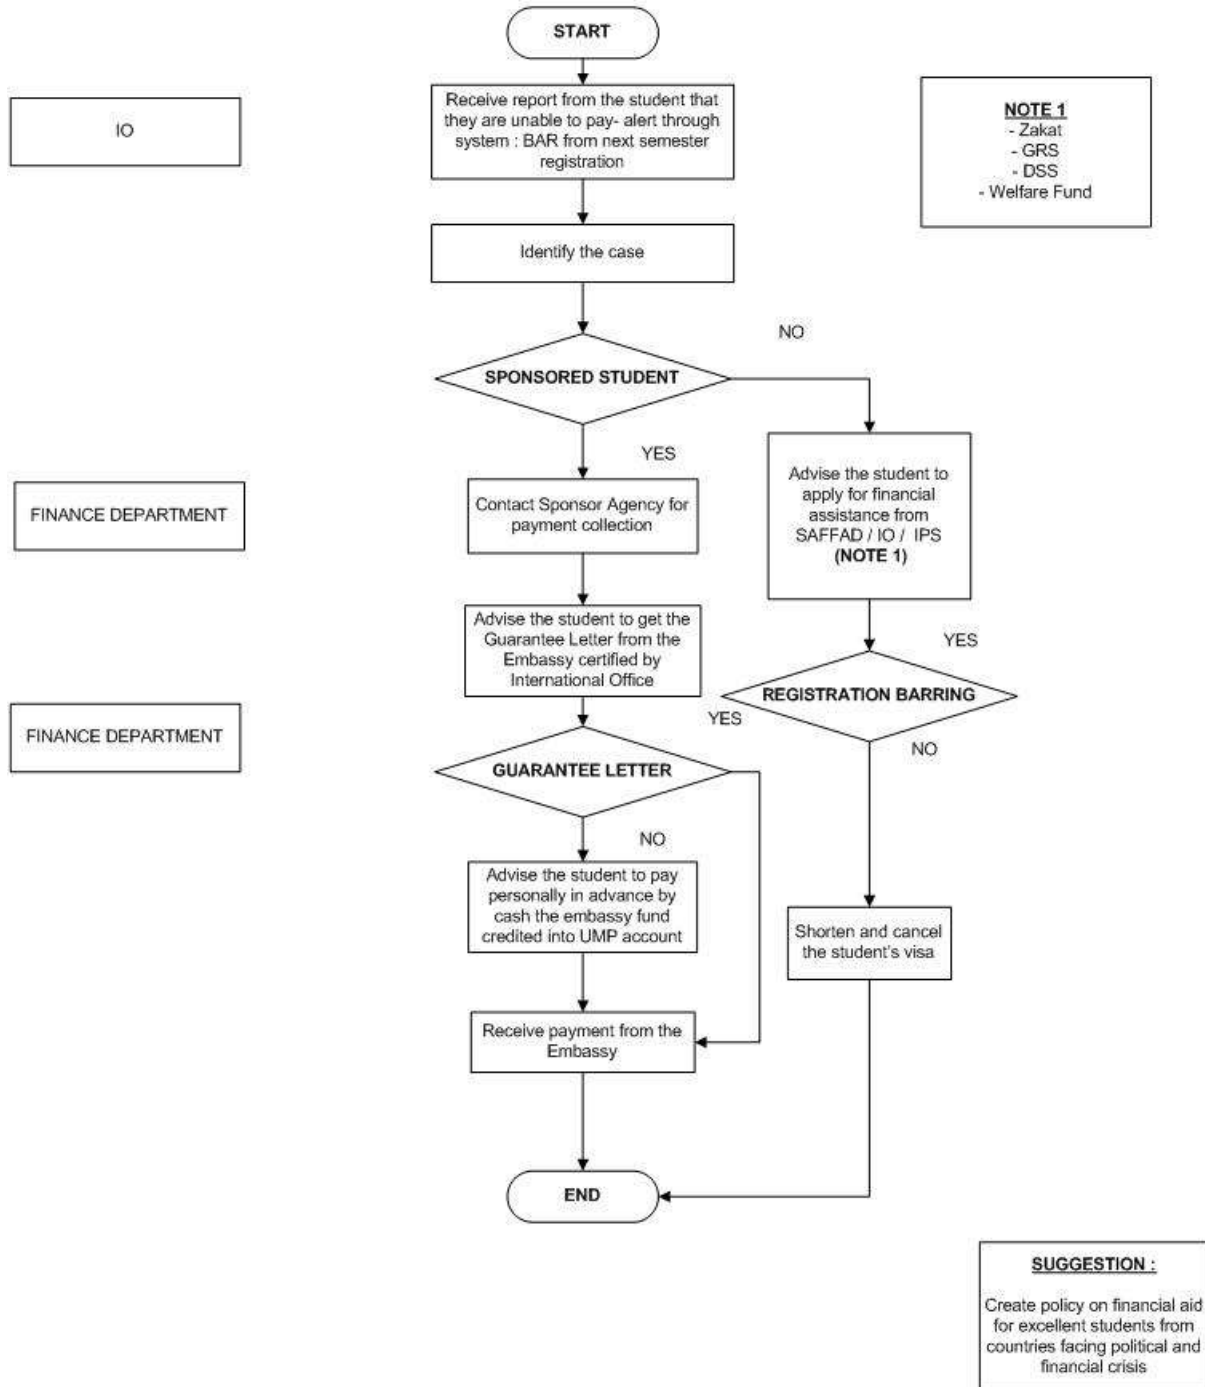 START
IO
Receive report from the student that
they are unable to pay- alert through
system : BAR from next semester
registration
NOTE 1
- Zakat
- GRS
- DSS
- Welfare Fund
Identify the case
NO
SPONSORED STUDENT
YES
FINANCE DEPARTMENT
Contact Sponsor Agency for
payment collection
Advise the student to
apply for financial
assistance from
SAFFAD / IO / IPS
(NOTE 1)
Advise the student to get the
Guarantee Letter from the
Embassy certified by
International Office
YES
REGISTRATION BARRING
FINANCE DEPARTMENT
YES
NO
GUARANTEE LETTER
NO
Advise the student to pay
personally in advance by
cash the embassy fund
credited into UMP account
Shorten and cancel
the student's visa
Receive payment from the
Embassy
END
SUGGESTION :
Create policy on financial aid
for excellent students from
countries facing political and
financial crisis